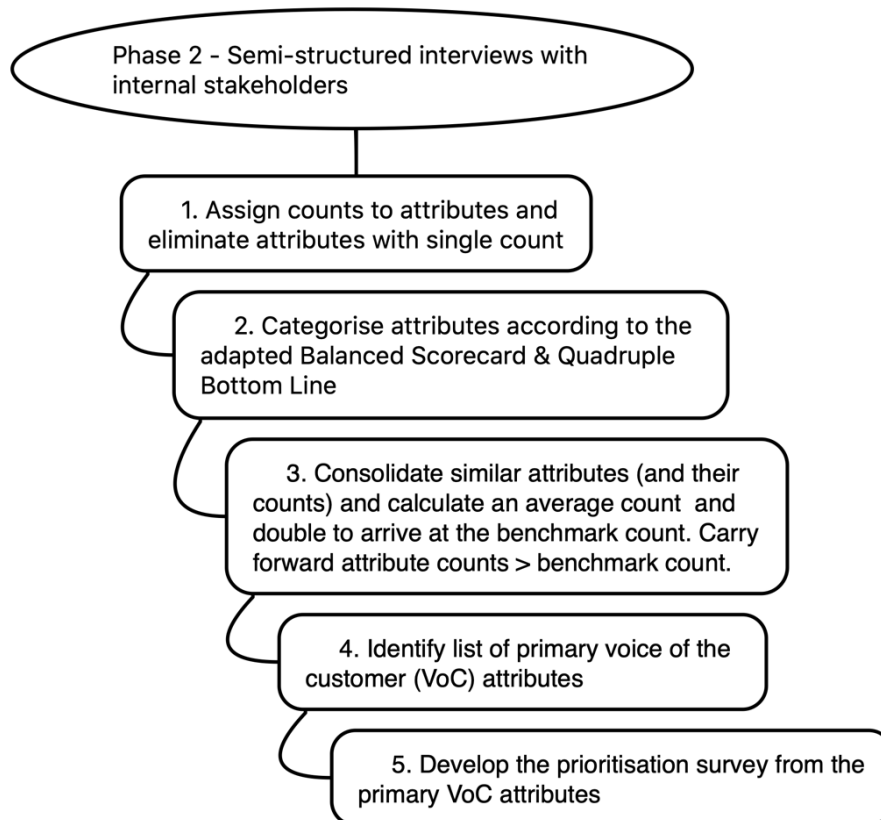 Phase 2 - Semi-structured interviews with
internal stakeholders
1. Assign counts to attributes and
eliminate attributes with single count
2. Categorise attributes according to the
adapted Balanced Scorecard & Quadruple
Bottom Line
3. Consolidate similar attributes (and their
counts) and calculate an average count and
double to arrive at the benchmark count. Carry
forward attribute counts > benchmark count.
4. Identify list of primary voice of the
customer (VoC) attributes
5. Develop the prioritisation survey from the
primary VoC attributes